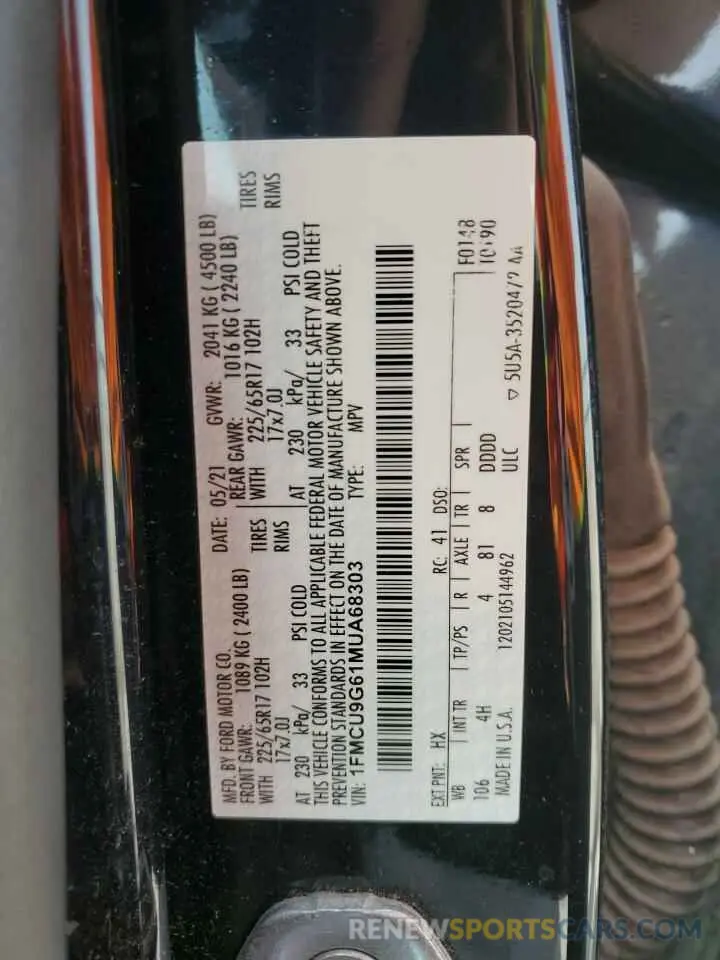 MFD. BY FORD MOTOR CO.
DATE: 05/21 GVWR: 2041 KG ( 4500 LB)
FRONT GAWR: 1089 KG ( 2400 LB) REAR GAWR: 1016 KG ( 2240 LB)
WITH 225/65R17 102H TIRES WITH 225/65R17 102H TIRES
17x7.0J RIMS 17x7.0J RIMS
AT 230 kPa/ 33 PSI COLD AT 230 kPa/ 33 PSI COLD
THIS VEHICLE CONFORMS TO ALL APPLICABLE FEDERAL MOTOR VEHICLE SAFETY AND THEFT
PREVENTION STANDARDS IN EFFECT ON THE DATE OF MANUFACTURE SHOWN ABOVE.
VIN: 1FMCU9G61MUA68303 TYPE: MPV
EXT PNT: HX RC: 41 DSO: F0148
WB INT TR TP/PS R AXLE TR SPR
106 4H 4 81 8 DDDD
MADE IN U.S.A. 1202105144962 ULC
5U5A-3520472-AA
RENEWSPORTSCARS.COM